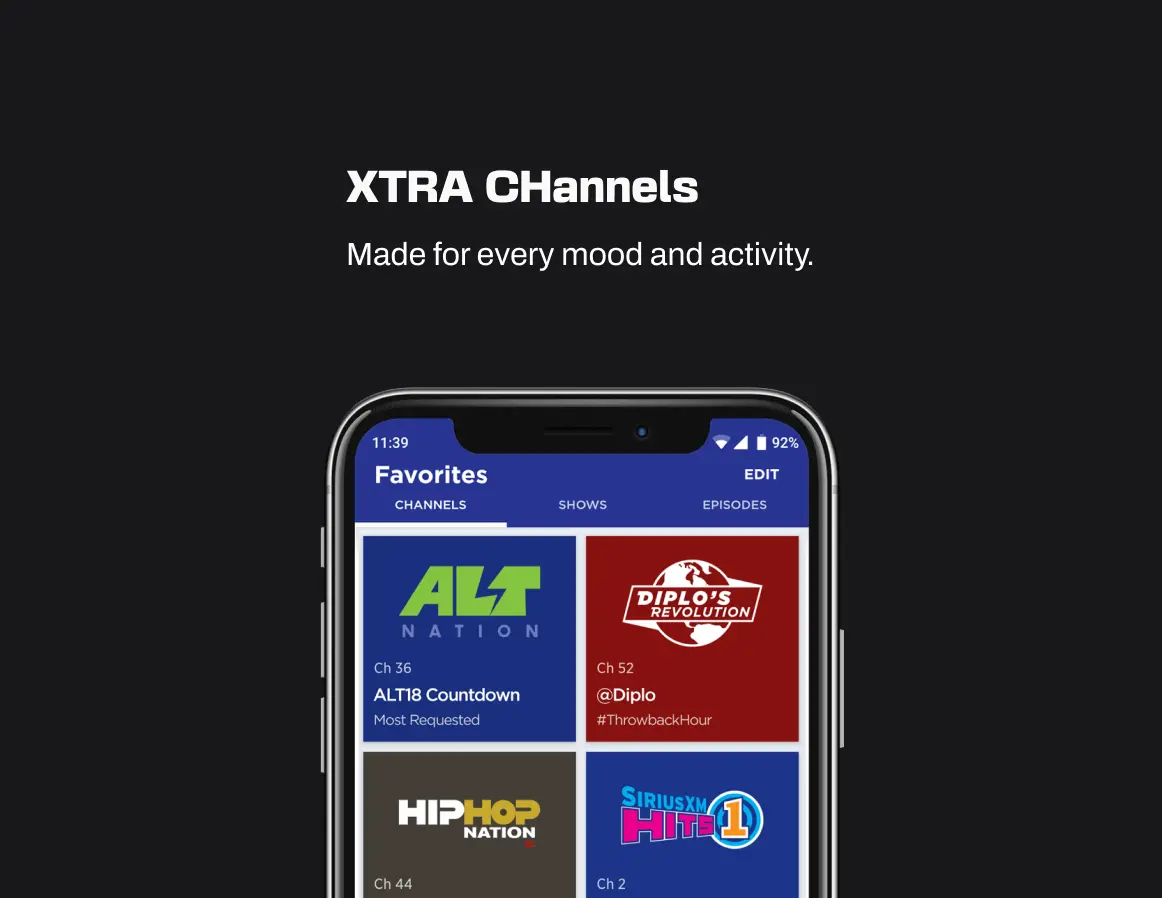 XTRA CHannels
Made for every mood and activity.
11:39
92%
Favorites
EDIT
CHANNELS
SHOWS
EPISODES
ALT
NATION
Ch 36
ALT18 Countdown
Most Requested
DIPLO'S
REVOLUTION
Ch 52
@Diplo
#ThrowbackHour
HIPHOP
NATION
Ch 44
SIRIUSXM
HITS 1
Ch 2